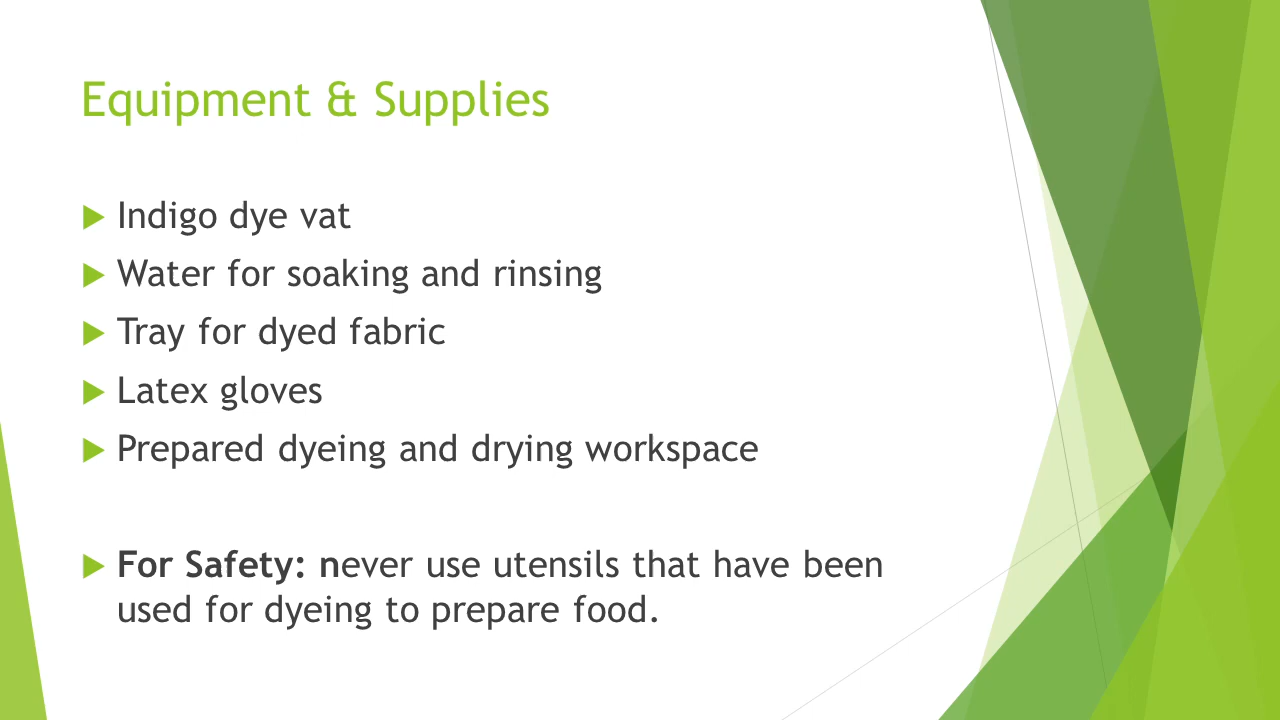 Equipment & Supplies
Indigo dye vat
Water for soaking and rinsing
Tray for dyed fabric
Latex gloves
Prepared dyeing and drying workspace
For Safety: never use utensils that have been
used for dyeing to prepare food.